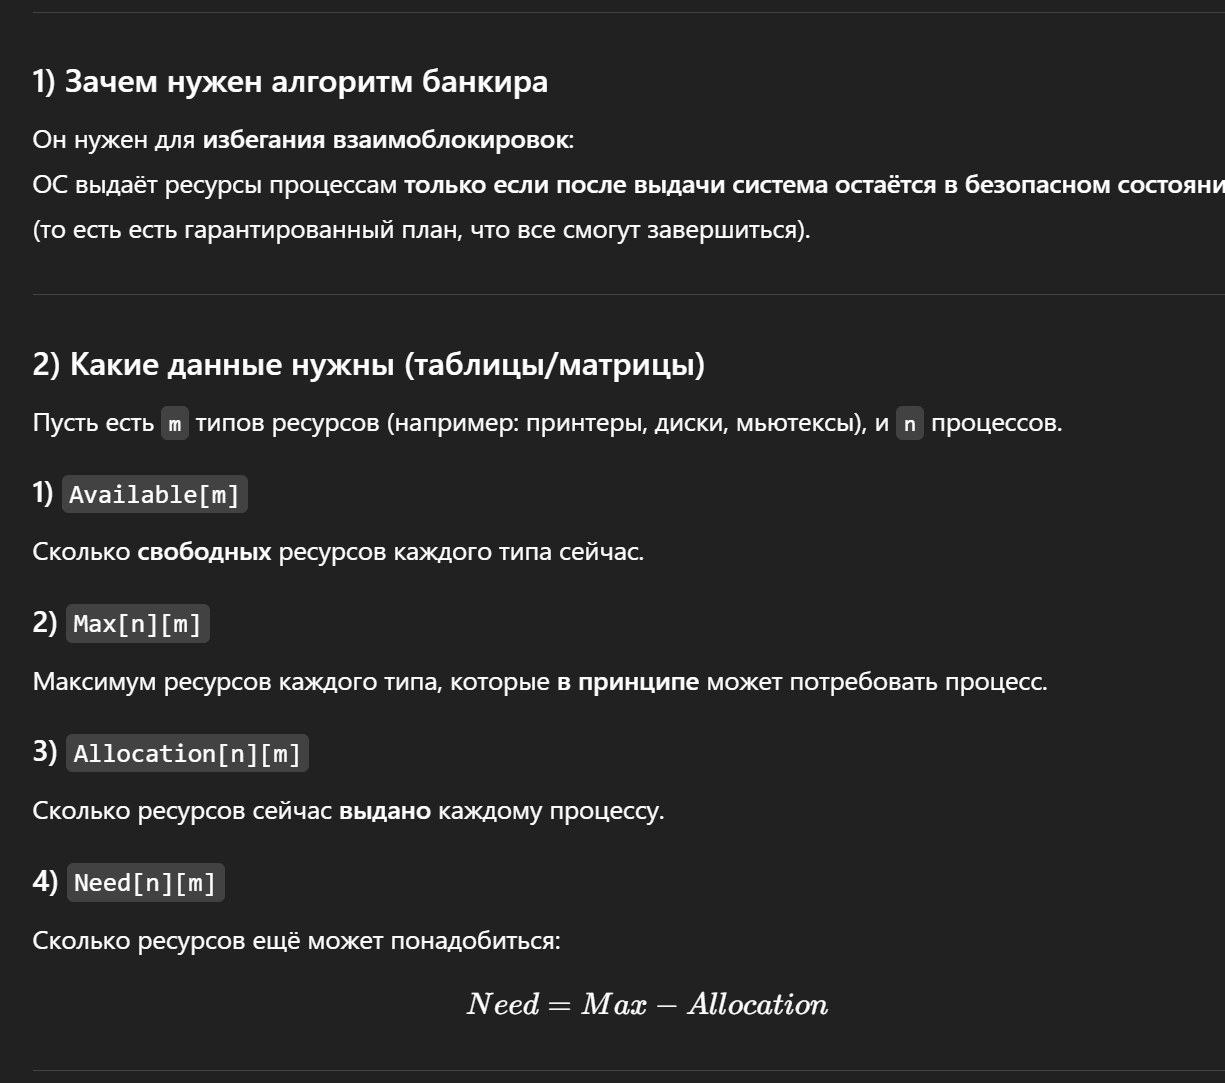 1) Зачем нужен алгоритм банкира
Он нужен для избегания взаимоблокировок:
ОС выдаёт ресурсы процессам только если после выдачи система остаётся в безопасном состояни
(то есть есть гарантированный план, что все смогут завершиться).
2) Какие данные нужны (таблицы/матрицы)
Пусть есть m типов ресурсов (например: принтеры, диски, мьютексы), и n процессов.
1) Available[m]
Сколько свободных ресурсов каждого типа сейчас.
2) Max[n][m]
Максимум ресурсов каждого типа, которые в принципе может потребовать процесс.
3) Allocation[n][m]
Сколько ресурсов сейчас выдано каждому процессу.
4) Need[n][m]
Сколько ресурсов ещё может понадобиться:
Need = Max − Allocation